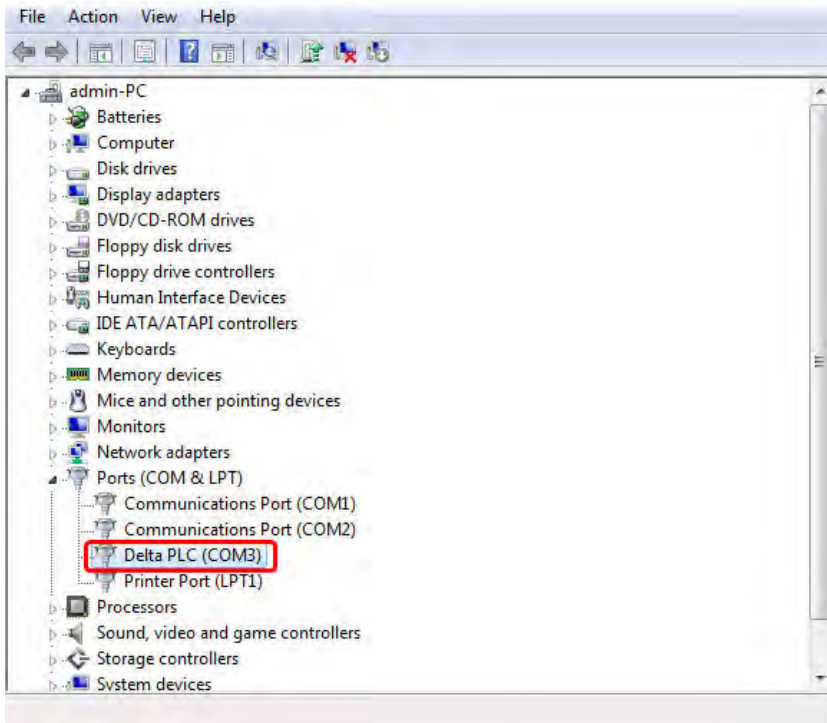 File Action View Help
admin-PC
Batteries
Computer
Disk drives
Display adapters
DVD/CD-ROM drives
Floppy disk drives
Floppy drive controllers
Human Interface Devices
IDE ATA/ATAPI controllers
Keyboards
Memory devices
Mice and other pointing devices
Monitors
Network adapters
Ports (COM & LPT)
Communications Port (COM1)
Communications Port (COM2)
Delta PLC (COM3)
Printer Port (LPT1)
Processors
Sound, video and game controllers
Storage controllers
System devices